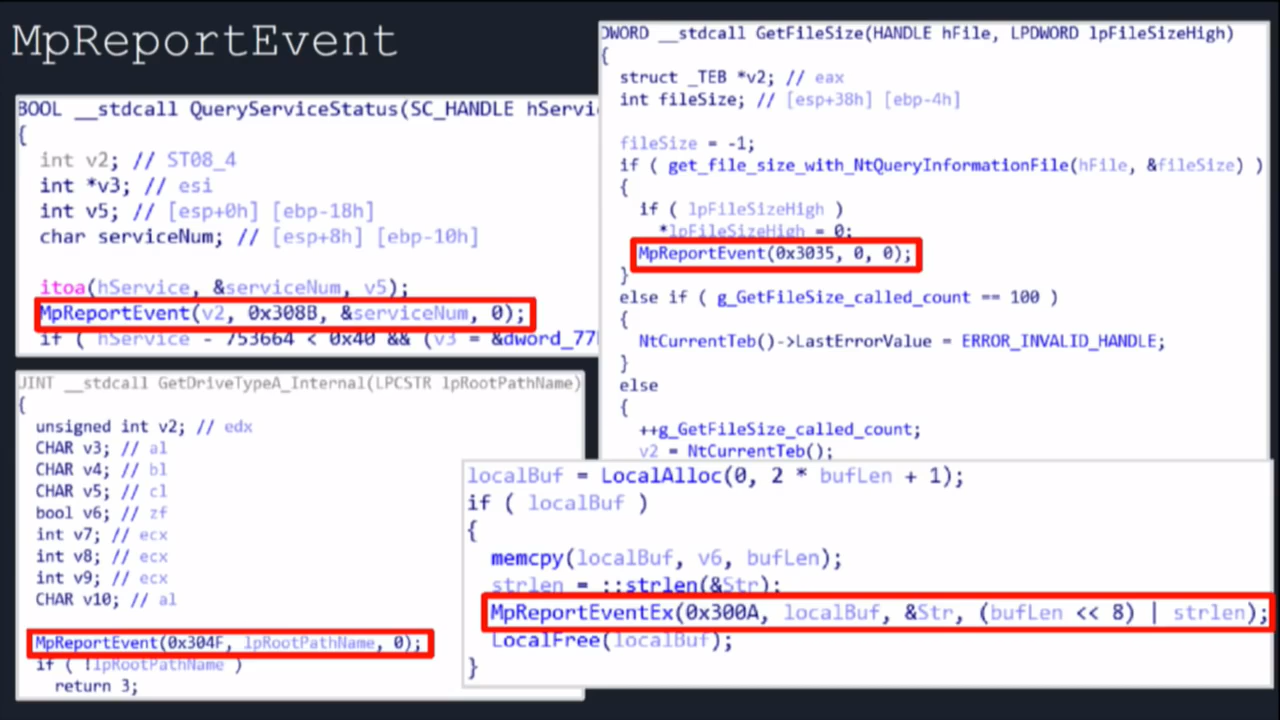 MpReportEvent
BOOL __stdcall QueryServiceStatus(SC_HANDLE hServi
{
int v2; // ST08_4
int *v3; // esi
int v5; // [esp+0h] [ebp-18h]
char serviceNum; // [esp+8h] [ebp-10h]
itoa(hService, &serviceNum, v5);
MpReportEvent(v2, 0x308B, &serviceNum, 0);
if ( hService - 753664 < 0x40 && (v3 = &dword_77
UINT __stdcall GetDriveTypeA_Internal(LPCSTR lpRootPathName)
{
unsigned int v2; // edx
CHAR v3; // al
CHAR v4; // bl
CHAR v5; // cl
bool v6; // zf
int v7; // ecx
int v8; // ecx
int v9; // ecx
CHAR v10; // al
MpReportEvent(0x304F, lpRootPathName, 0);
if ( !lpRootPathName )
return 3;
DWORD __stdcall GetFileSize(HANDLE hFile, LPDWORD lpFileSizeHigh)
{
struct _TEB *v2; // eax
int fileSize; // [esp+38h] [ebp-4h]
fileSize = -1;
if ( get_file_size_with_NtQueryInformationFile(hFile, &fileSize) )
{
if ( lpFileSizeHigh )
*lpFileSizeHigh = 0;
MpReportEvent(0x3035, 0, 0);
}
else if ( g_GetFileSize_called_count == 100 )
{
NtCurrentTeb()->LastErrorValue = ERROR_INVALID_HANDLE;
}
else
{
++g_GetFileSize_called_count;
v2 = NtCurrentTeb();
localBuf = LocalAlloc(0, 2 * bufLen + 1);
if ( localBuf )
{
memcpy(localBuf, v6, bufLen);
strlen = ::strlen(&Str);
MpReportEventEx(0x300A, localBuf, &Str, (bufLen << 8) | strlen);
LocalFree(localBuf);
}